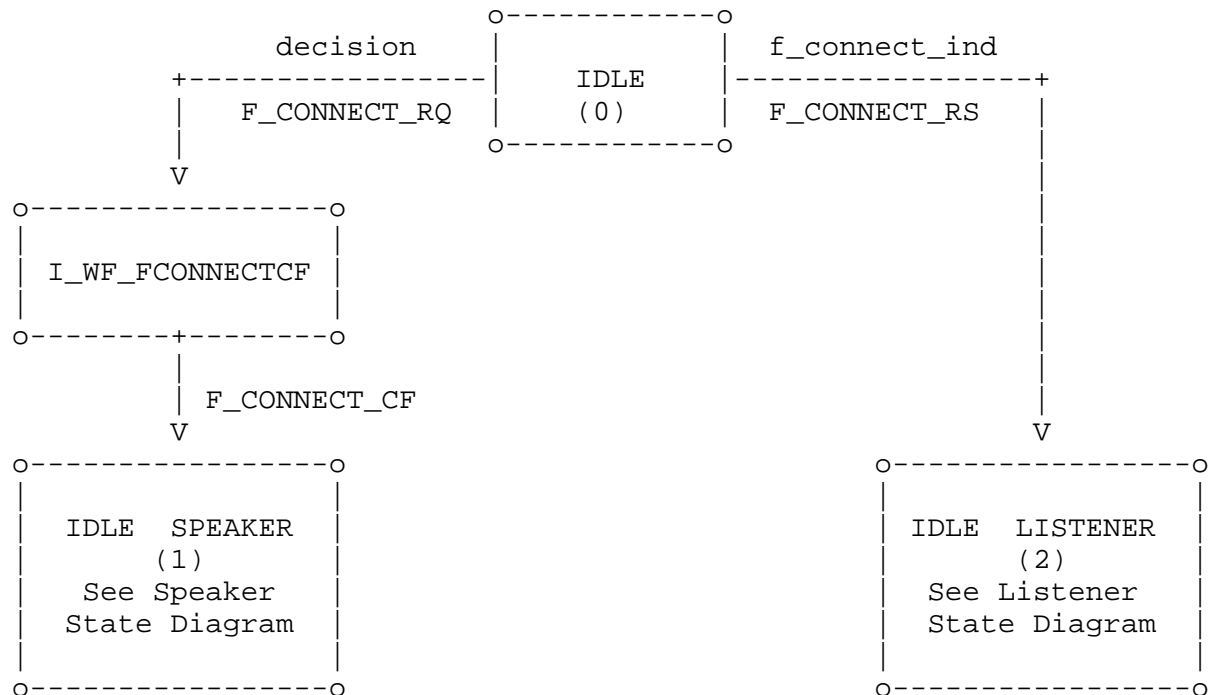 decision f_connect_ind
IDLE
F_CONNECT_RQ (0) F_CONNECT_RS
V
I_WF_FCONNECTCF
F_CONNECT_CF
V V
IDLE SPEAKER IDLE LISTENER
(1) (2)
See Speaker See Listener
State Diagram State Diagram